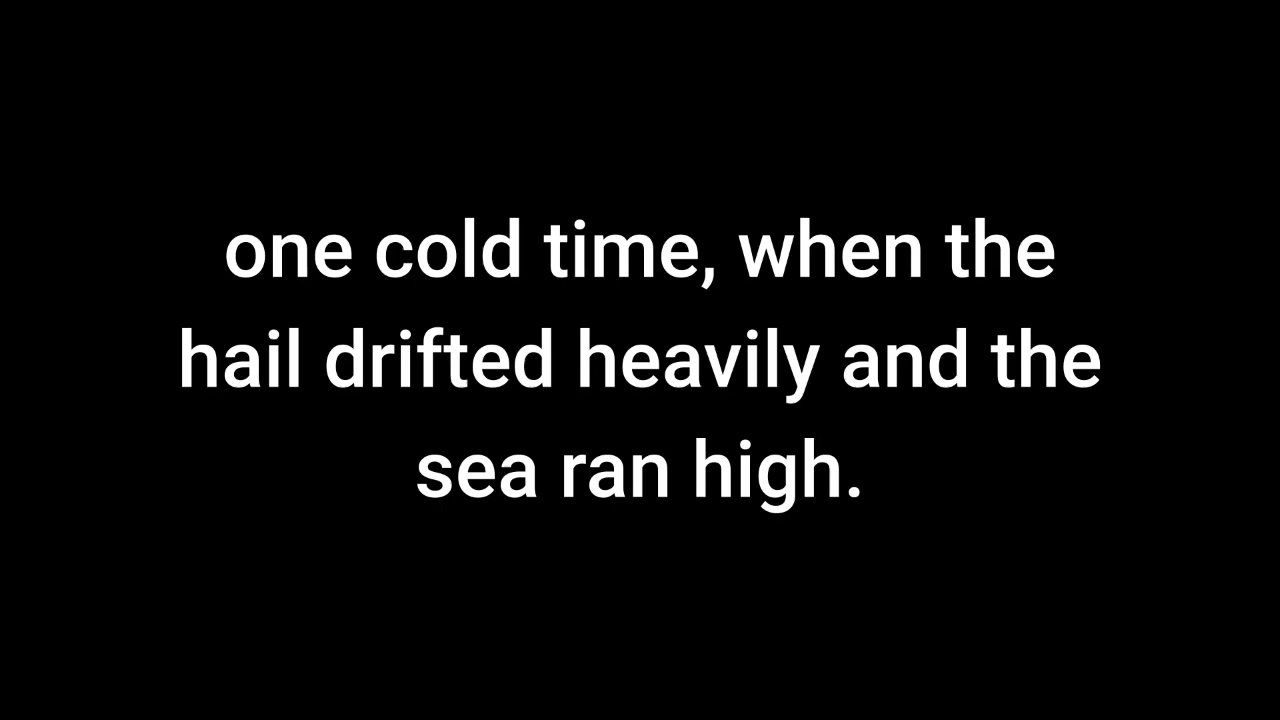 one cold time, when the
hail drifted heavily and the
sea ran high.